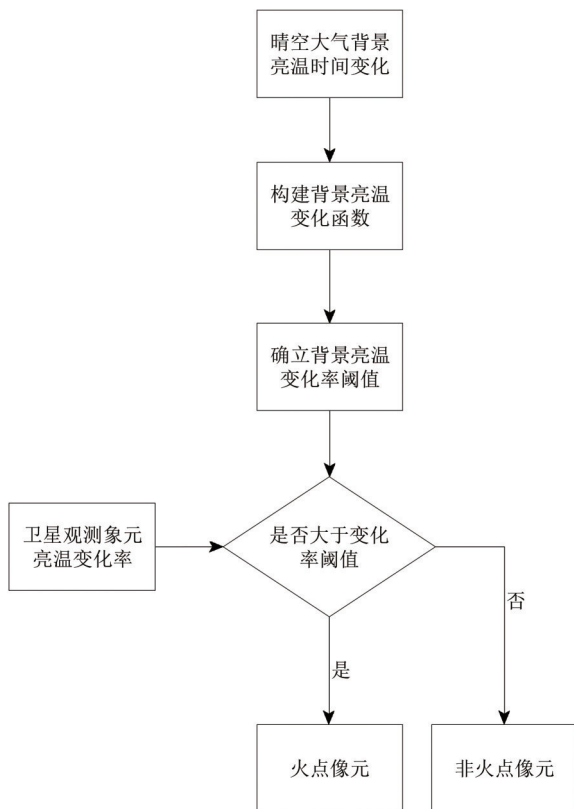 晴空大气背景
亮温时间变化
构建背景亮温
变化函数
确立背景亮温
变化率阈值
卫星观测象元
亮温变化率
是否大于变化
率阈值
否
是
火点像元
非火点像元